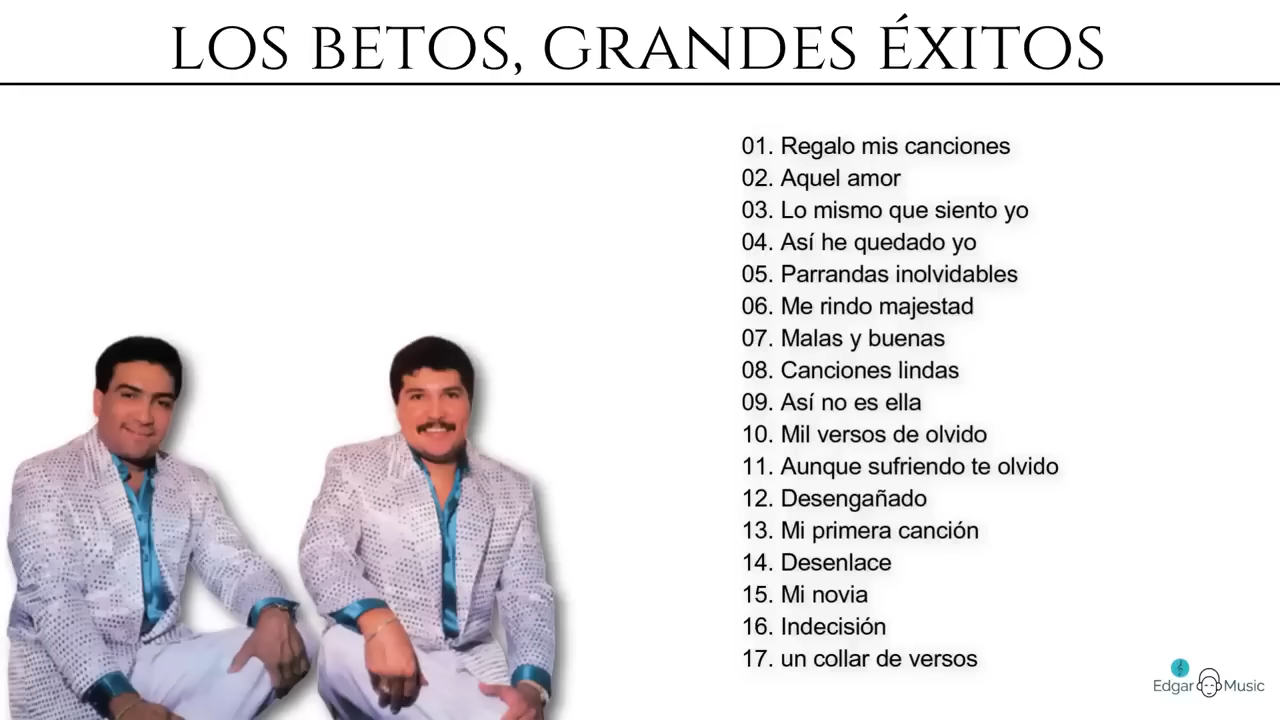 LOS BETOS, GRANDES ÉXITOS
01. Regalo mis canciones
02. Aquel amor
03. Lo mismo que siento yo
04. Así he quedado yo
05. Parrandas inolvidables
06. Me rindo majestad
07. Malas y buenas
08. Canciones lindas
09. Así no es ella
10. Mil versos de olvido
11. Aunque sufriendo te olvido
12. Desengañado
13. Mi primera canción
14. Desenlace
15. Mi novia
16. Indecisión
17. un collar de versos
Edgar Music